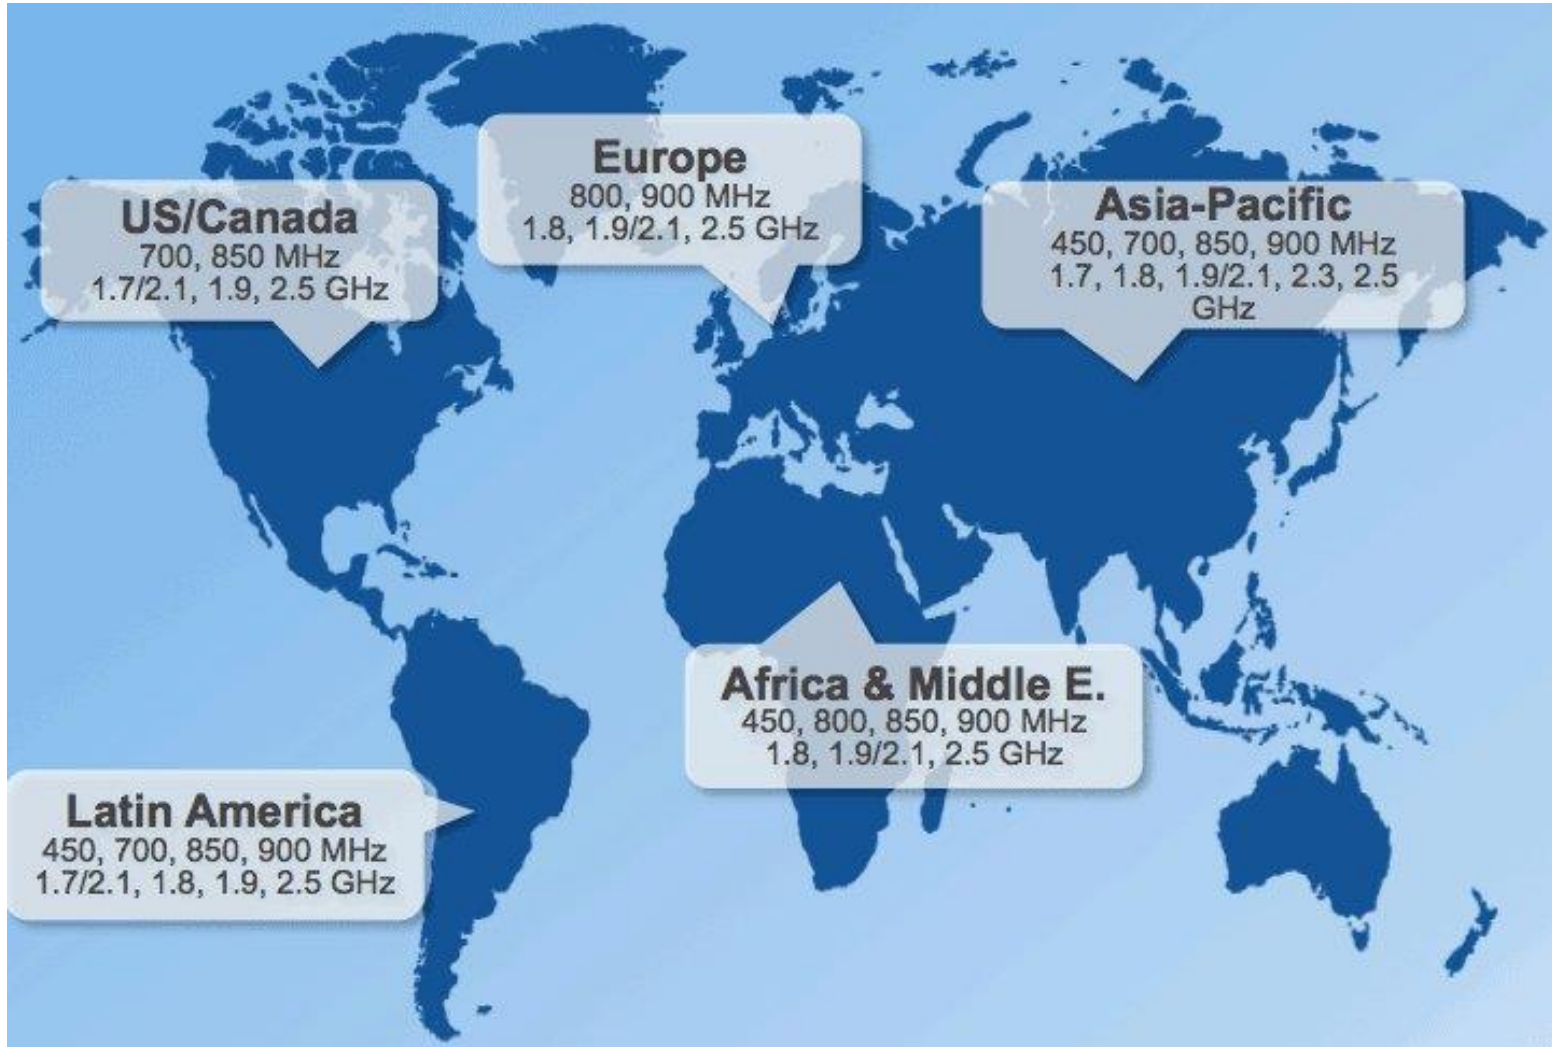 Europe
800, 900 MHz
1.8, 1.9/2.1, 2.5 GHz
US/Canada
700, 850 MHz
1.7/2.1, 1.9, 2.5 GHz
Asia-Pacific
450, 700, 850, 900 MHz
1.7, 1.8, 1.9/2.1, 2.3, 2.5
GHz
Africa & Middle E.
450, 800, 850, 900 MHz
1.8, 1.9/2.1, 2.5 GHz
Latin America
450, 700, 850, 900 MHz
1.7/2.1, 1.8, 1.9, 2.5 GHz